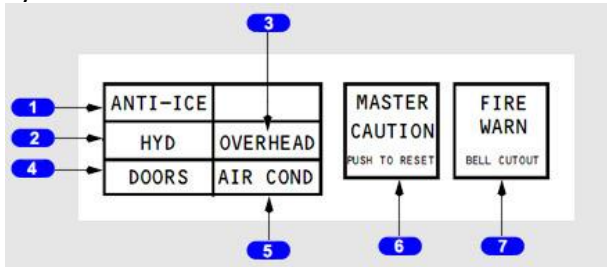 3
1 ANTI-ICE
2 HYD OVERHEAD
4 DOORS AIR COND
MASTER
CAUTION
PUSH TO RESET
FIRE
WARN
BELL CUTOUT
5 6 7